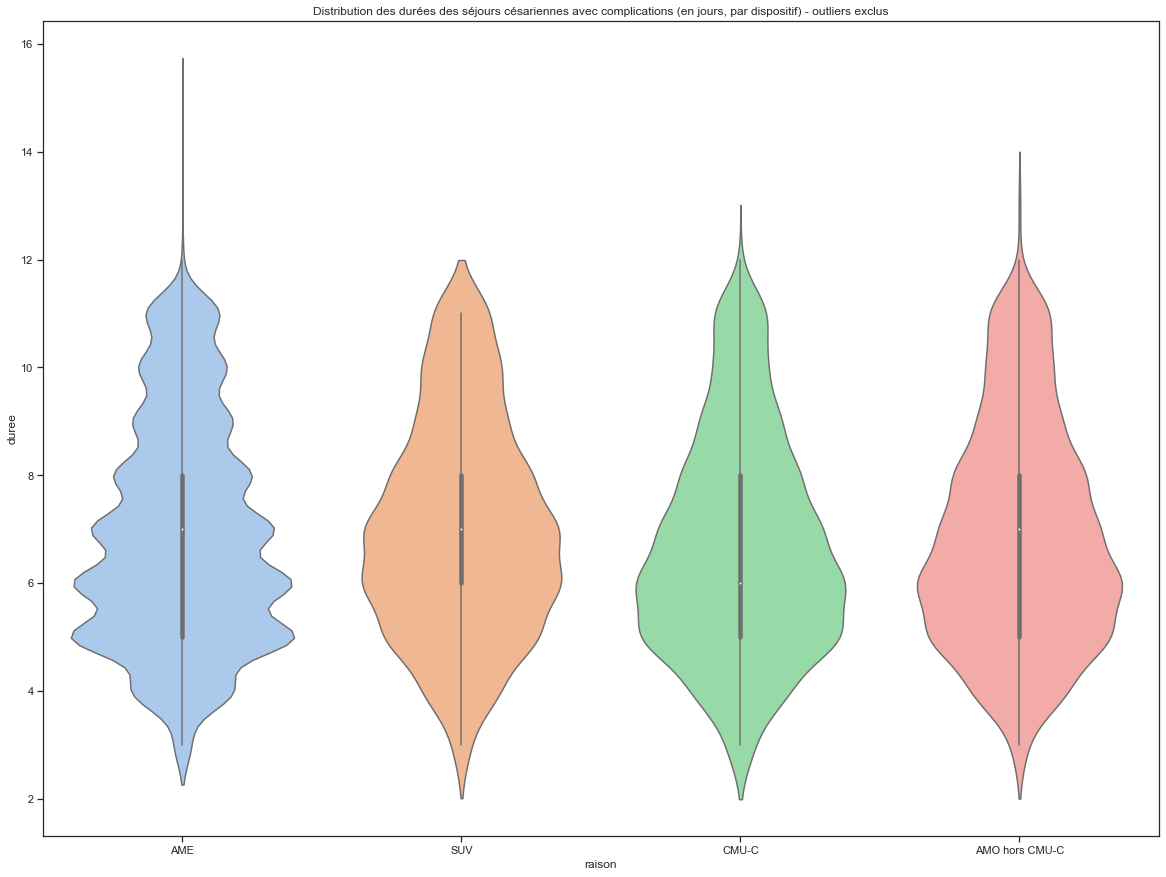 Distribution des durées des séjours césariennes avec complications (en jours, par dispositif) - outliers exclus
16
14
12
10
8
6
4
2
duree
AME
SUV
CMU-C
AMO hors CMU-C
raison